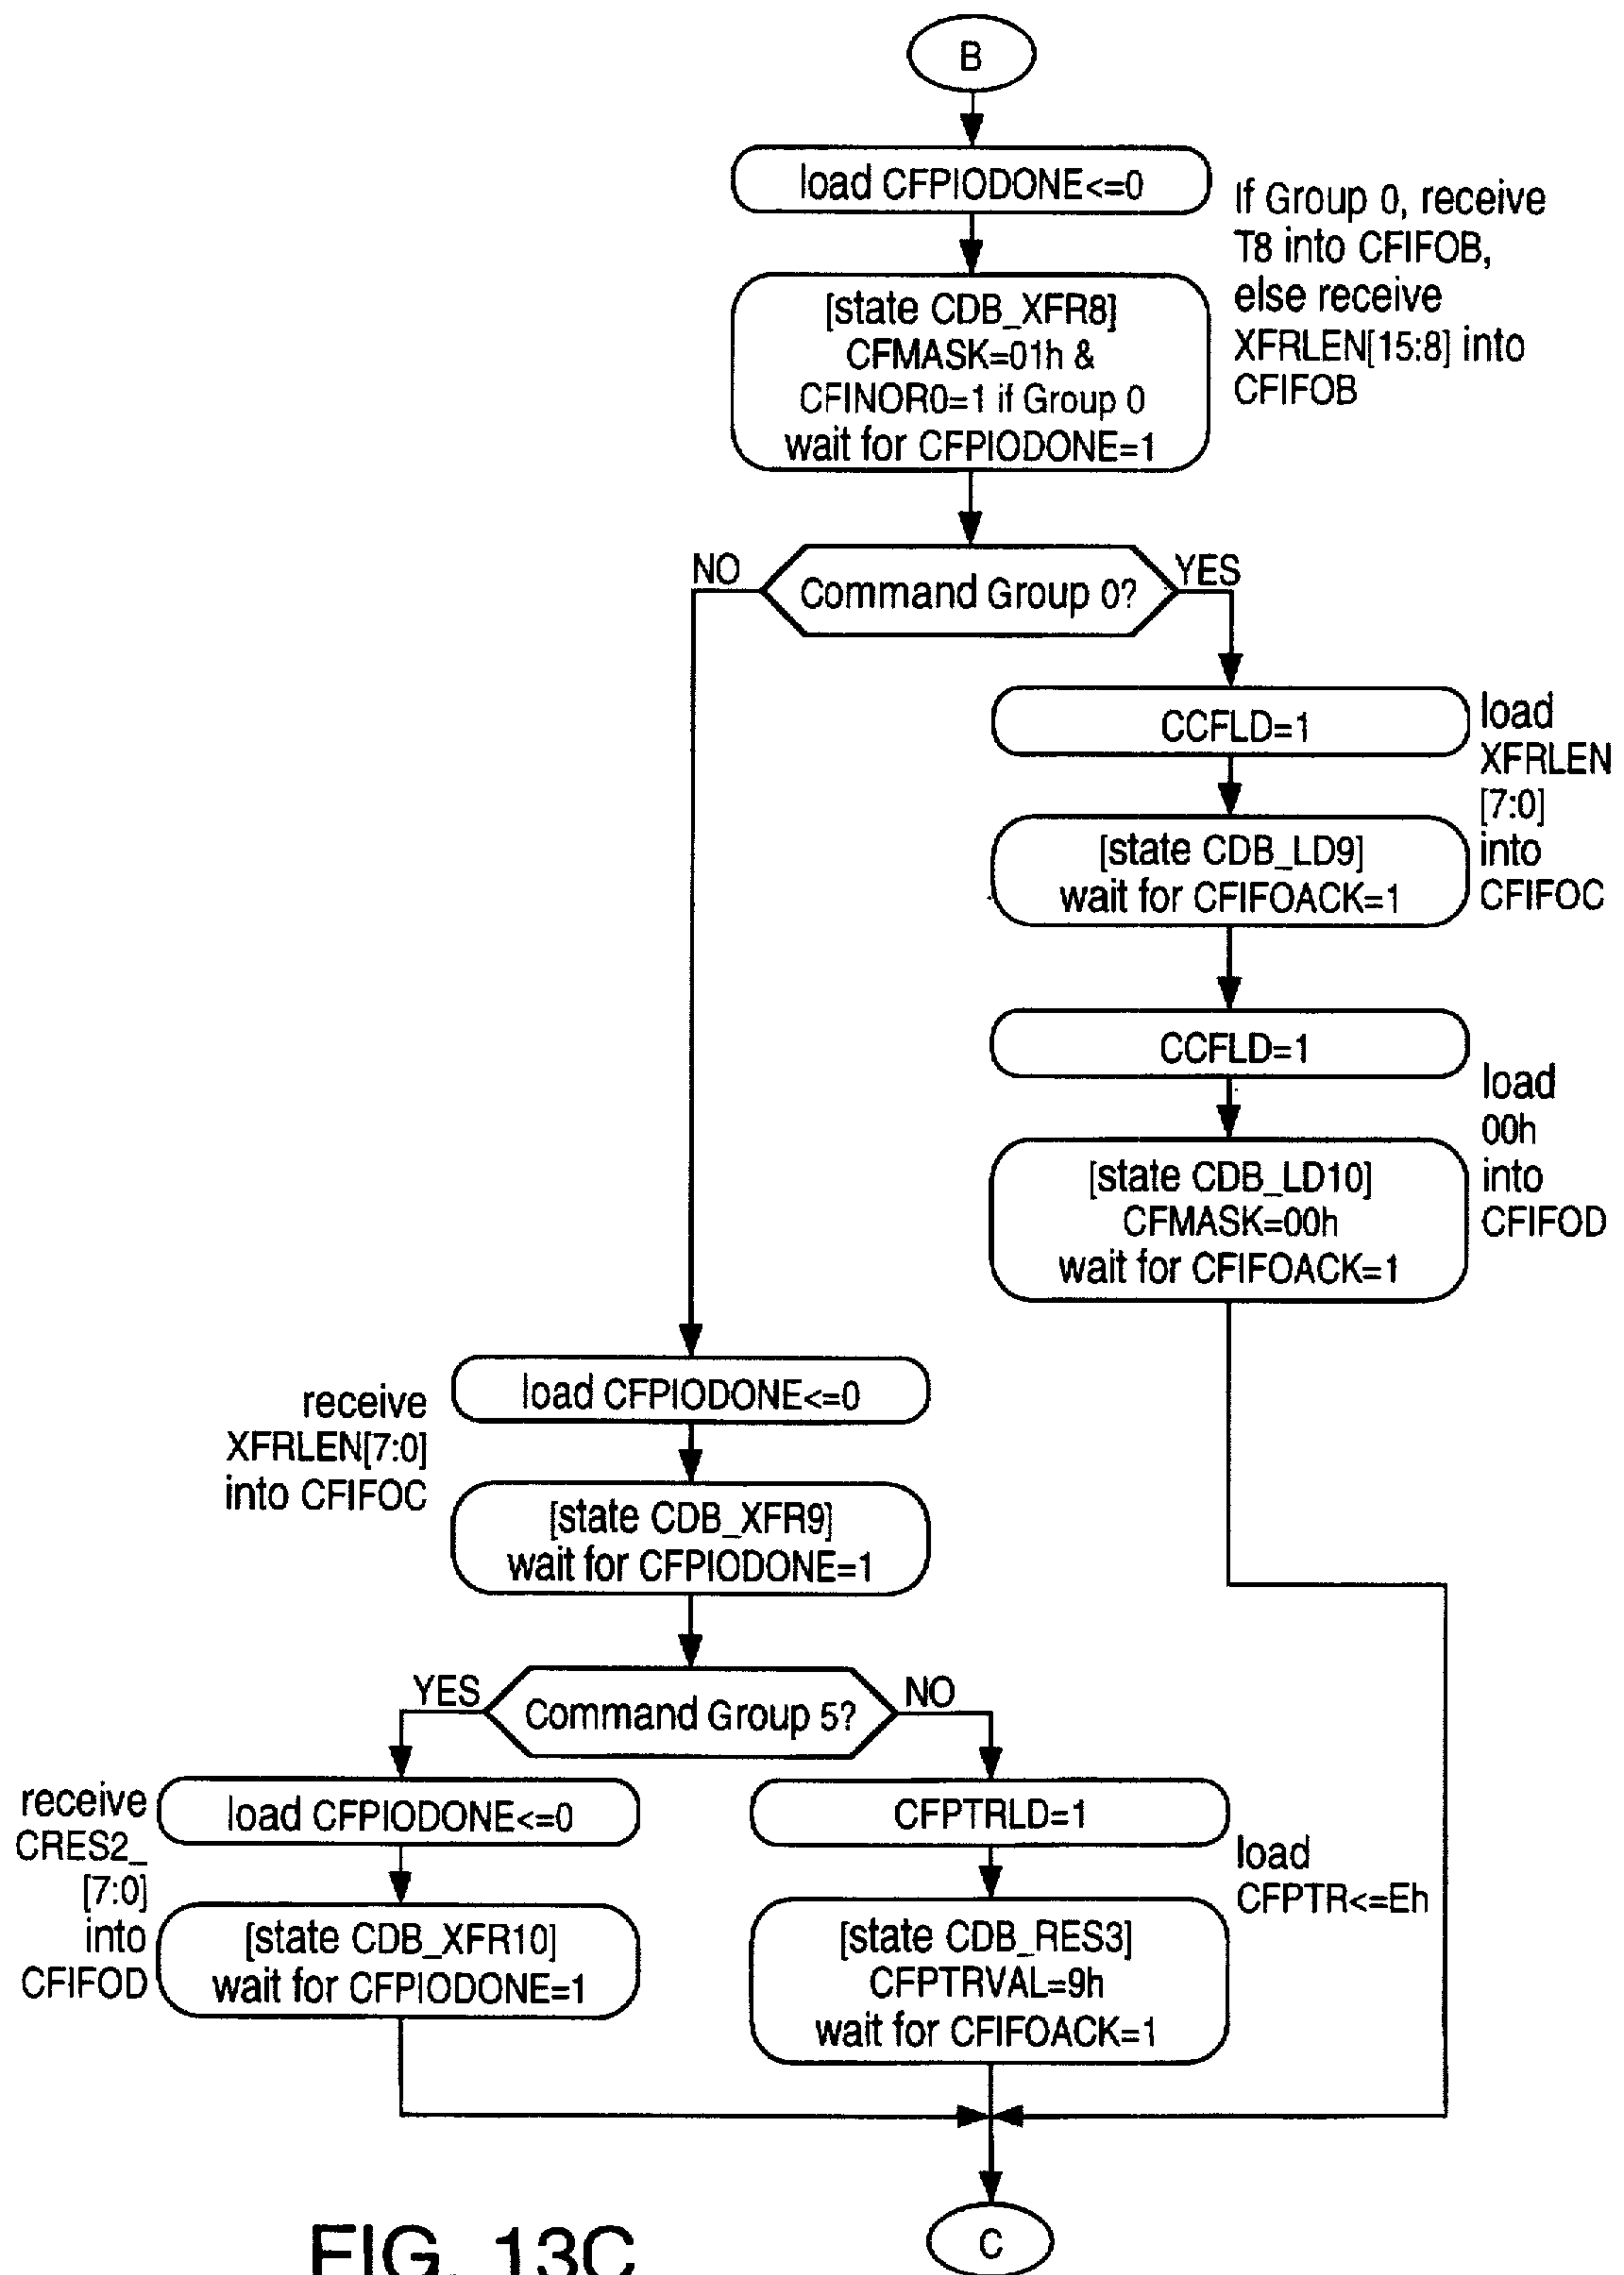 B
load CFPIODONE<=0
If Group 0, receive
T8 into CFIFOB,
else receive
XFRLEN[15:8] into
CFIFOB
[state CDB_XFR8]
CFMASK=01h &
CFINOR0=1 if Group 0
wait for CFPIODONE=1
NO
Command Group 0?
YES
CCFLD=1
load
XFRLEN
[7:0]
into
CFIFOC
[state CDB_LD9]
wait for CFIFOACK=1
CCFLD=1
load
00h
into
CFIFOD
[state CDB_LD10]
CFMASK=00h
wait for CFIFOACK=1
load CFPIODONE<=0
receive
XFRLEN[7:0]
into CFIFOC
[state CDB_XFR9]
wait for CFPIODONE=1
YES
Command Group 5?
NO
receive
CRES2_
[7:0]
into
CFIFOD
load CFPIODONE<=0
[state CDB_XFR10]
wait for CFPIODONE=1
CFPTRLD=1
load
CFPTR<=Eh
[state CDB_RES3]
CFPTRVAL=9h
wait for CFIFOACK=1
C
FIG. 13C